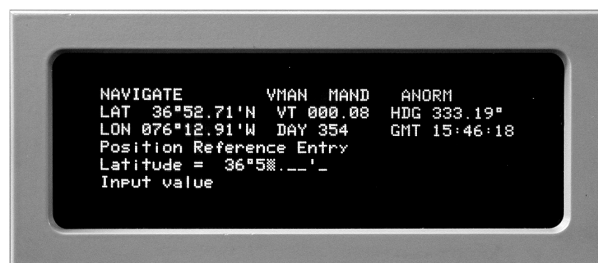 NAVIGATE VMAN MAND ANORM
LAT 36°52.71'N VT 000.08 HDG 333.19°
LON 076°12.91'W DAY 354 GMT 15:46:18
Position Reference Entry
Latitude = 36°5▒.__'_
Input value